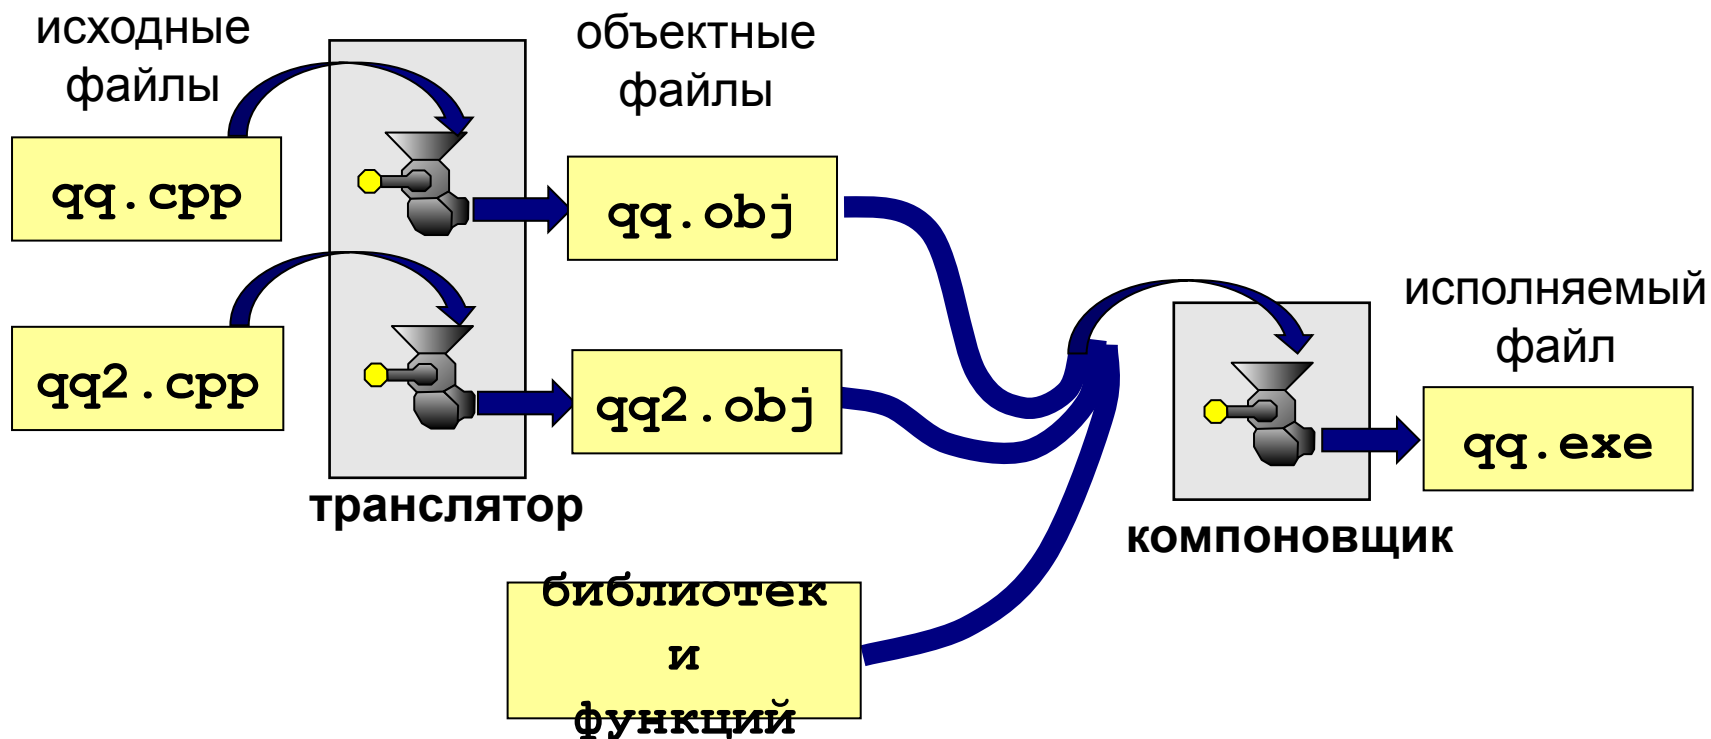 исходные
файлы
объектные
файлы
qq.cpp
qq.obj
qq2.cpp
qq2.obj
транслятор
исполняемый
файл
qq.exe
компоновщик
библиотек
и
функций